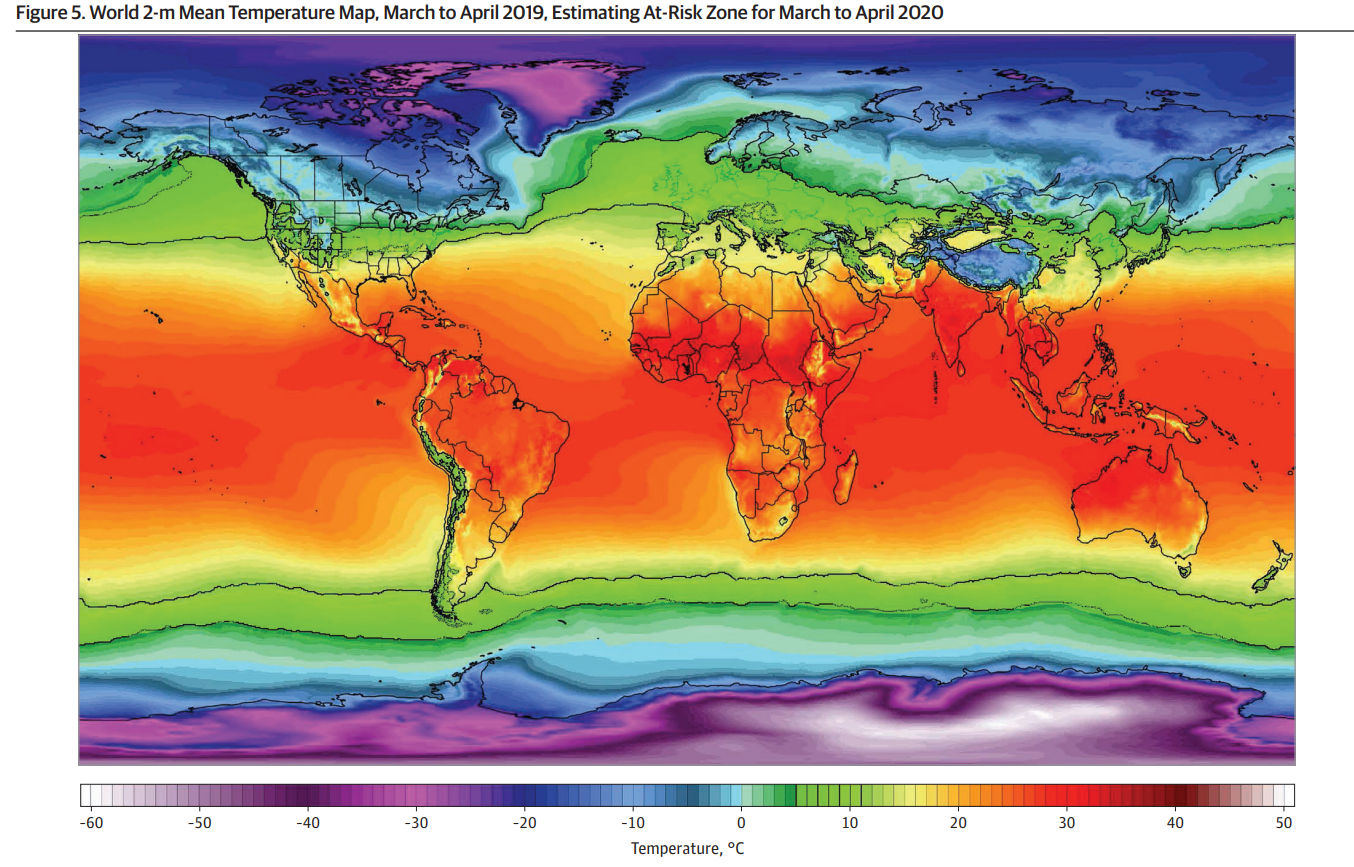 Figure 5. World 2-m Mean Temperature Map, March to April 2019, Estimating At-Risk Zone for March to April 2020
-60 -50 -40 -30 -20 -10 0 10 20 30 40 50
Temperature, °C